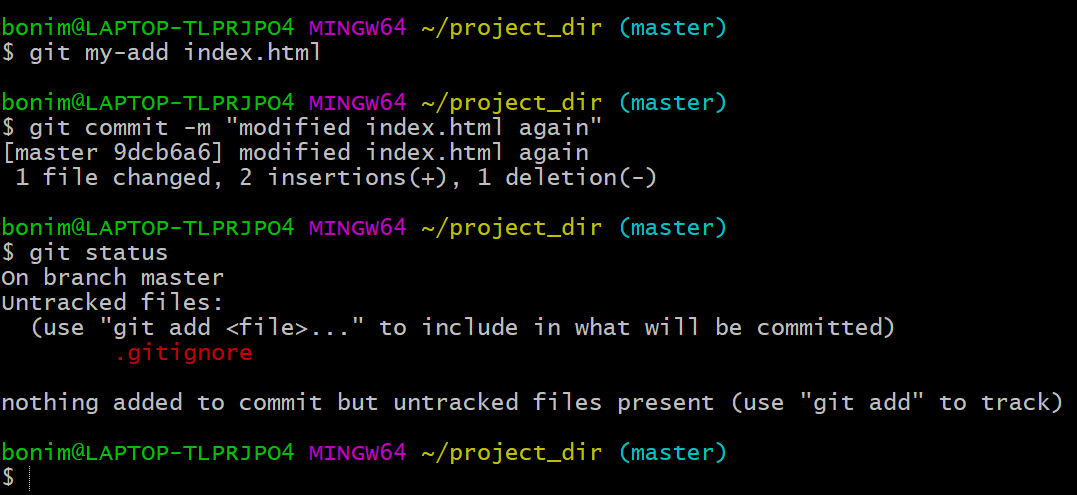 bonim@LAPTOP-TLPRJPO4 MINGW64 ~/project_dir (master)
$ git my-add index.html
bonim@LAPTOP-TLPRJPO4 MINGW64 ~/project_dir (master)
$ git commit -m "modified index.html again"
[master 9dcb6a6] modified index.html again
 1 file changed, 2 insertions(+), 1 deletion(-)
bonim@LAPTOP-TLPRJPO4 MINGW64 ~/project_dir (master)
$ git status
On branch master
Untracked files:
  (use "git add <file>..." to include in what will be committed)
        .gitignore
nothing added to commit but untracked files present (use "git add" to track)
bonim@LAPTOP-TLPRJPO4 MINGW64 ~/project_dir (master)
$